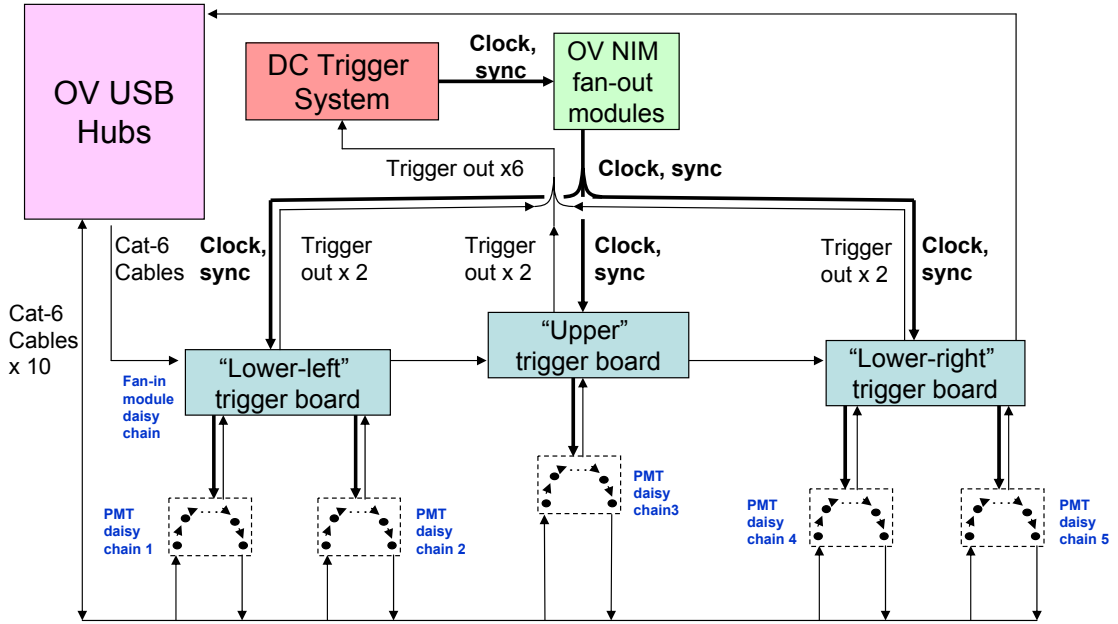 OV USB
Hubs
DC Trigger
System
Clock,
sync
OV NIM
fan-out
modules
Trigger out x6
Clock, sync
Cat-6
Cables
Clock,
sync
Trigger
out x 2
Trigger
out x 2
Clock,
sync
Trigger
out x 2
Clock,
sync
Cat-6
Cables
x 10
“Lower-left”
trigger board
“Upper”
trigger board
“Lower-right”
trigger board
Fan-in
module
daisy
chain
PMT
daisy
chain 1
PMT
daisy
chain 2
PMT
daisy
chain3
PMT
daisy
chain 4
PMT
daisy
chain 5